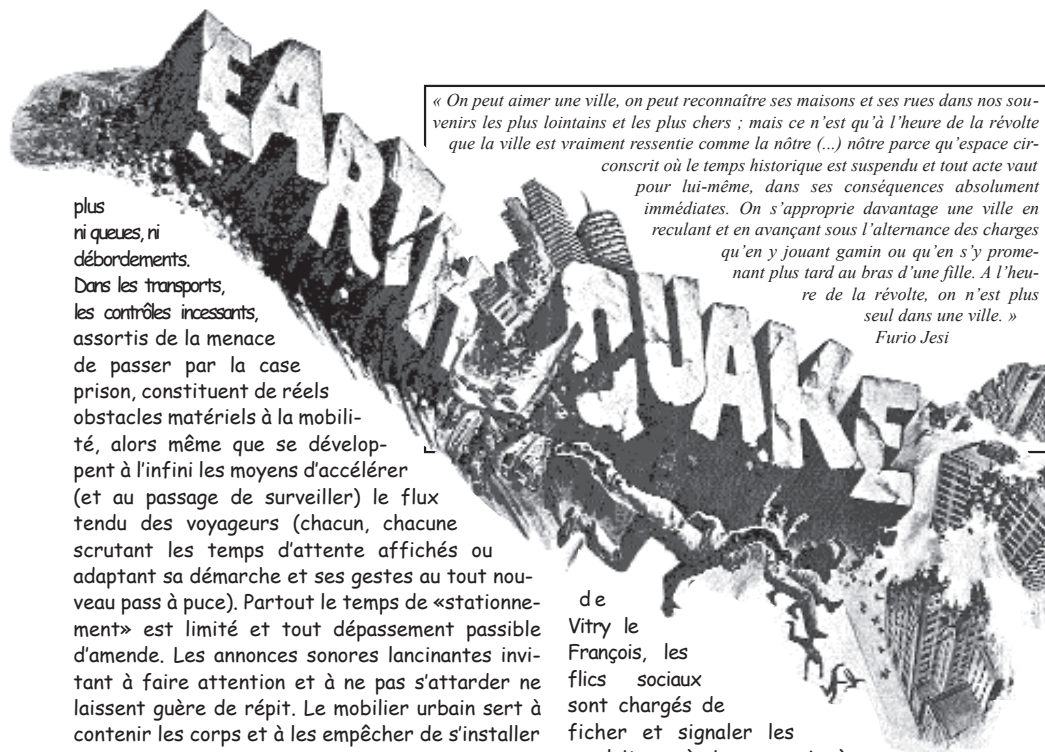 EARTHQUAKE
« On peut aimer une ville, on peut reconnaître ses maisons et ses rues dans nos sou-
venirs les plus lointains et les plus chers ; mais ce n'est qu'à l'heure de la révolte
que la ville est vraiment ressentie comme la nôtre (...) nôtre parce qu'espace cir-
conscrit où le temps historique est suspendu et tout acte vaut
pour lui-même, dans ses conséquences absolument
immédiates. On s'approprie davantage une ville en
reculant et en avançant sous l'alternance des charges
qu'en y jouant gamin ou qu'en s'y prome-
nant plus tard au bras d'une fille. A l'heu-
re de la révolte, on n'est plus
seul dans une ville. »
Furio Jesi
plus
ni queues, ni
débordements.
Dans les transports,
les contrôles incessants,
assortis de la menace
de passer par la case
prison, constituent de réels
obstacles matériels à la mobili-
té, alors même que se dévelop-
pent à l'infini les moyens d'accélérer
(et au passage de surveiller) le flux
tendu des voyageurs (chacun, chacune
scrutant les temps d'attente affichés ou
adaptant sa démarche et ses gestes au tout nou-
veau pass à puce). Partout le temps de «stationne-
ment» est limité et tout dépassement passible
d'amende. Les annonces sonores lancinantes invi-
tant à faire attention et à ne pas s'attarder ne
laissent guère de répit. Le mobilier urbain sert à
contenir les corps et à les empêcher de s'installer
de
Vitry le
François, les
flics sociaux
sont chargés de
ficher et signaler les